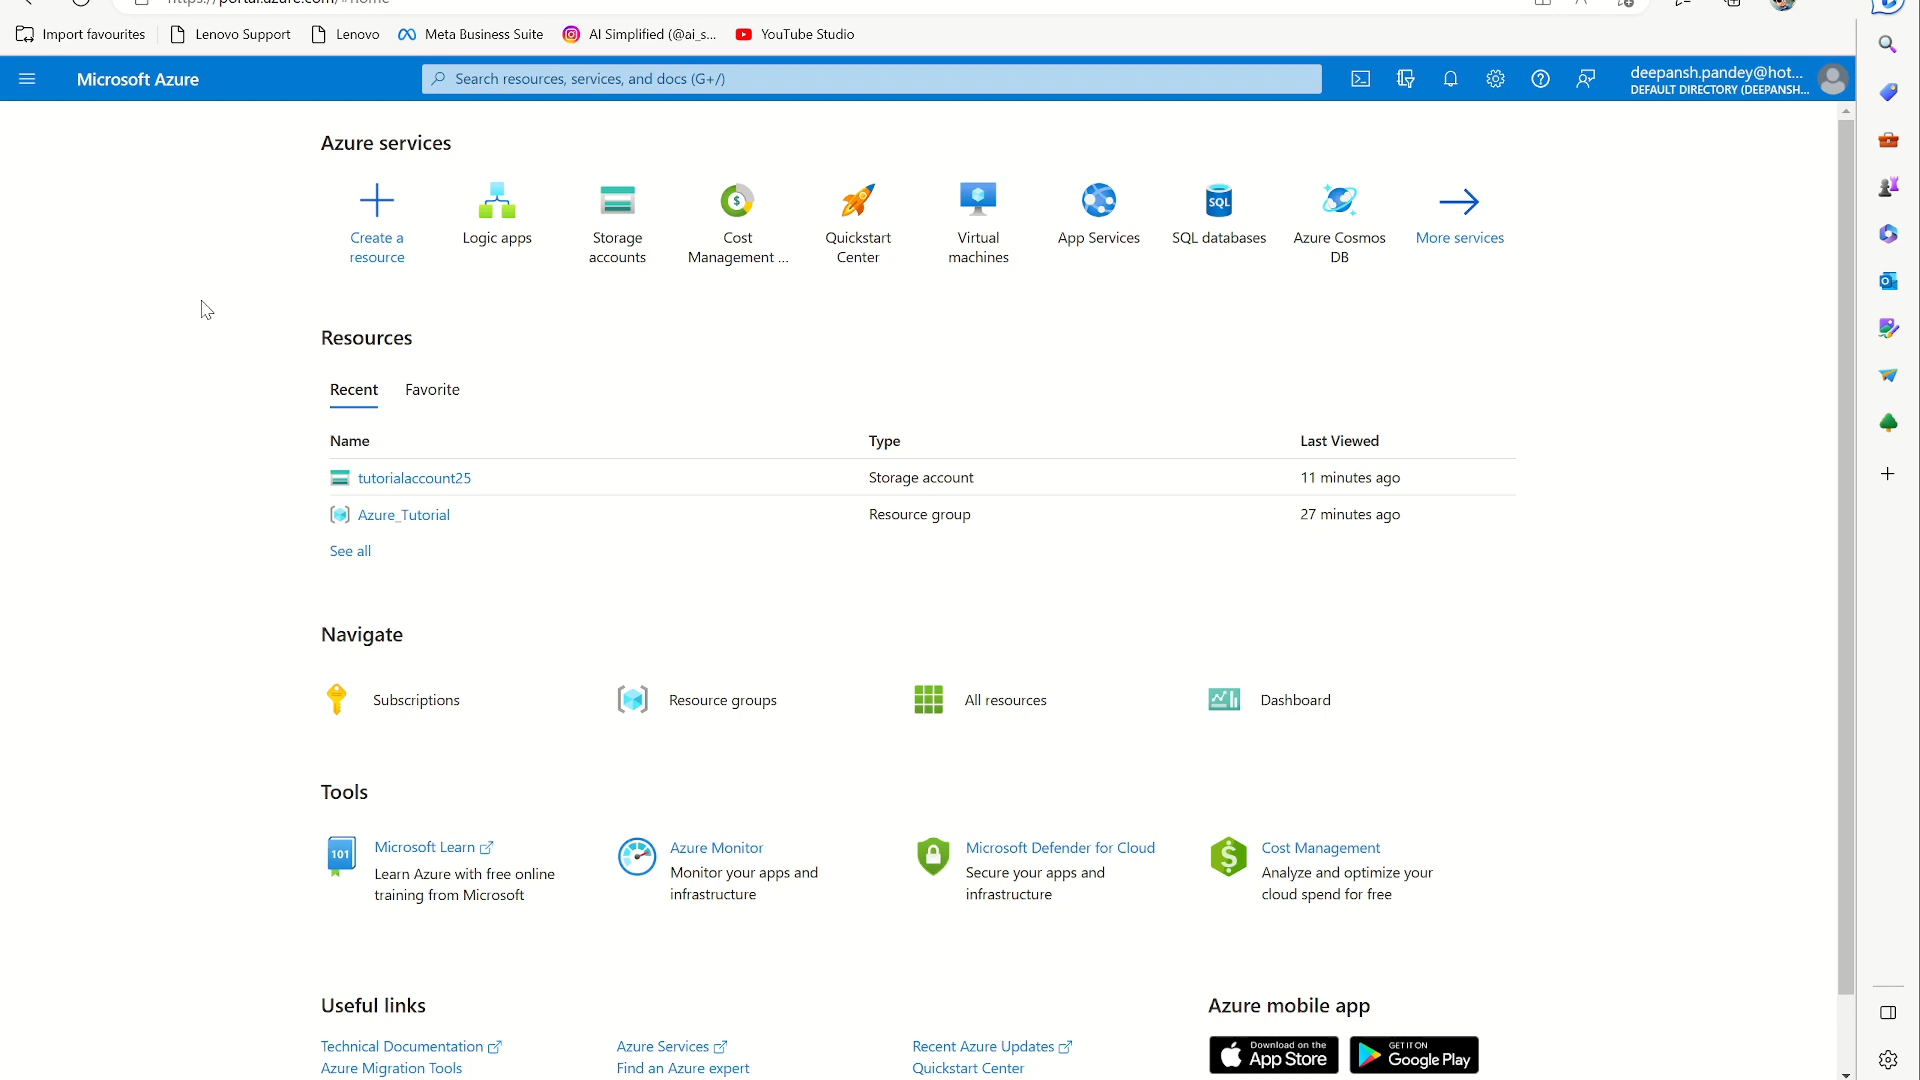 Import favourites Lenovo Support Lenovo Meta Business Suite AI Simplified (@ai_s... YouTube Studio
Microsoft Azure Search resources, services, and docs (G+/) deepansh.pandey@hot...
DEFAULT DIRECTORY (DEEPANSH...
Azure services
Create a resource
Logic apps
Storage accounts
Cost Management ...
Quickstart Center
Virtual machines
App Services
SQL
SQL databases
Azure Cosmos DB
More services
Resources
Recent Favorite
Name Type Last Viewed
tutorialaccount25 Storage account 11 minutes ago
Azure_Tutorial Resource group 27 minutes ago
See all
Navigate
Subscriptions Resource groups All resources Dashboard
Tools
101
Microsoft Learn
Learn Azure with free online
training from Microsoft
Azure Monitor
Monitor your apps and
infrastructure
Microsoft Defender for Cloud
Secure your apps and
infrastructure
Cost Management
Analyze and optimize your
cloud spend for free
Useful links Azure mobile app
Technical Documentation Azure Services Recent Azure Updates
Azure Migration Tools Find an Azure expert Quickstart Center
Download on the
App Store
GET IT ON
Google Play